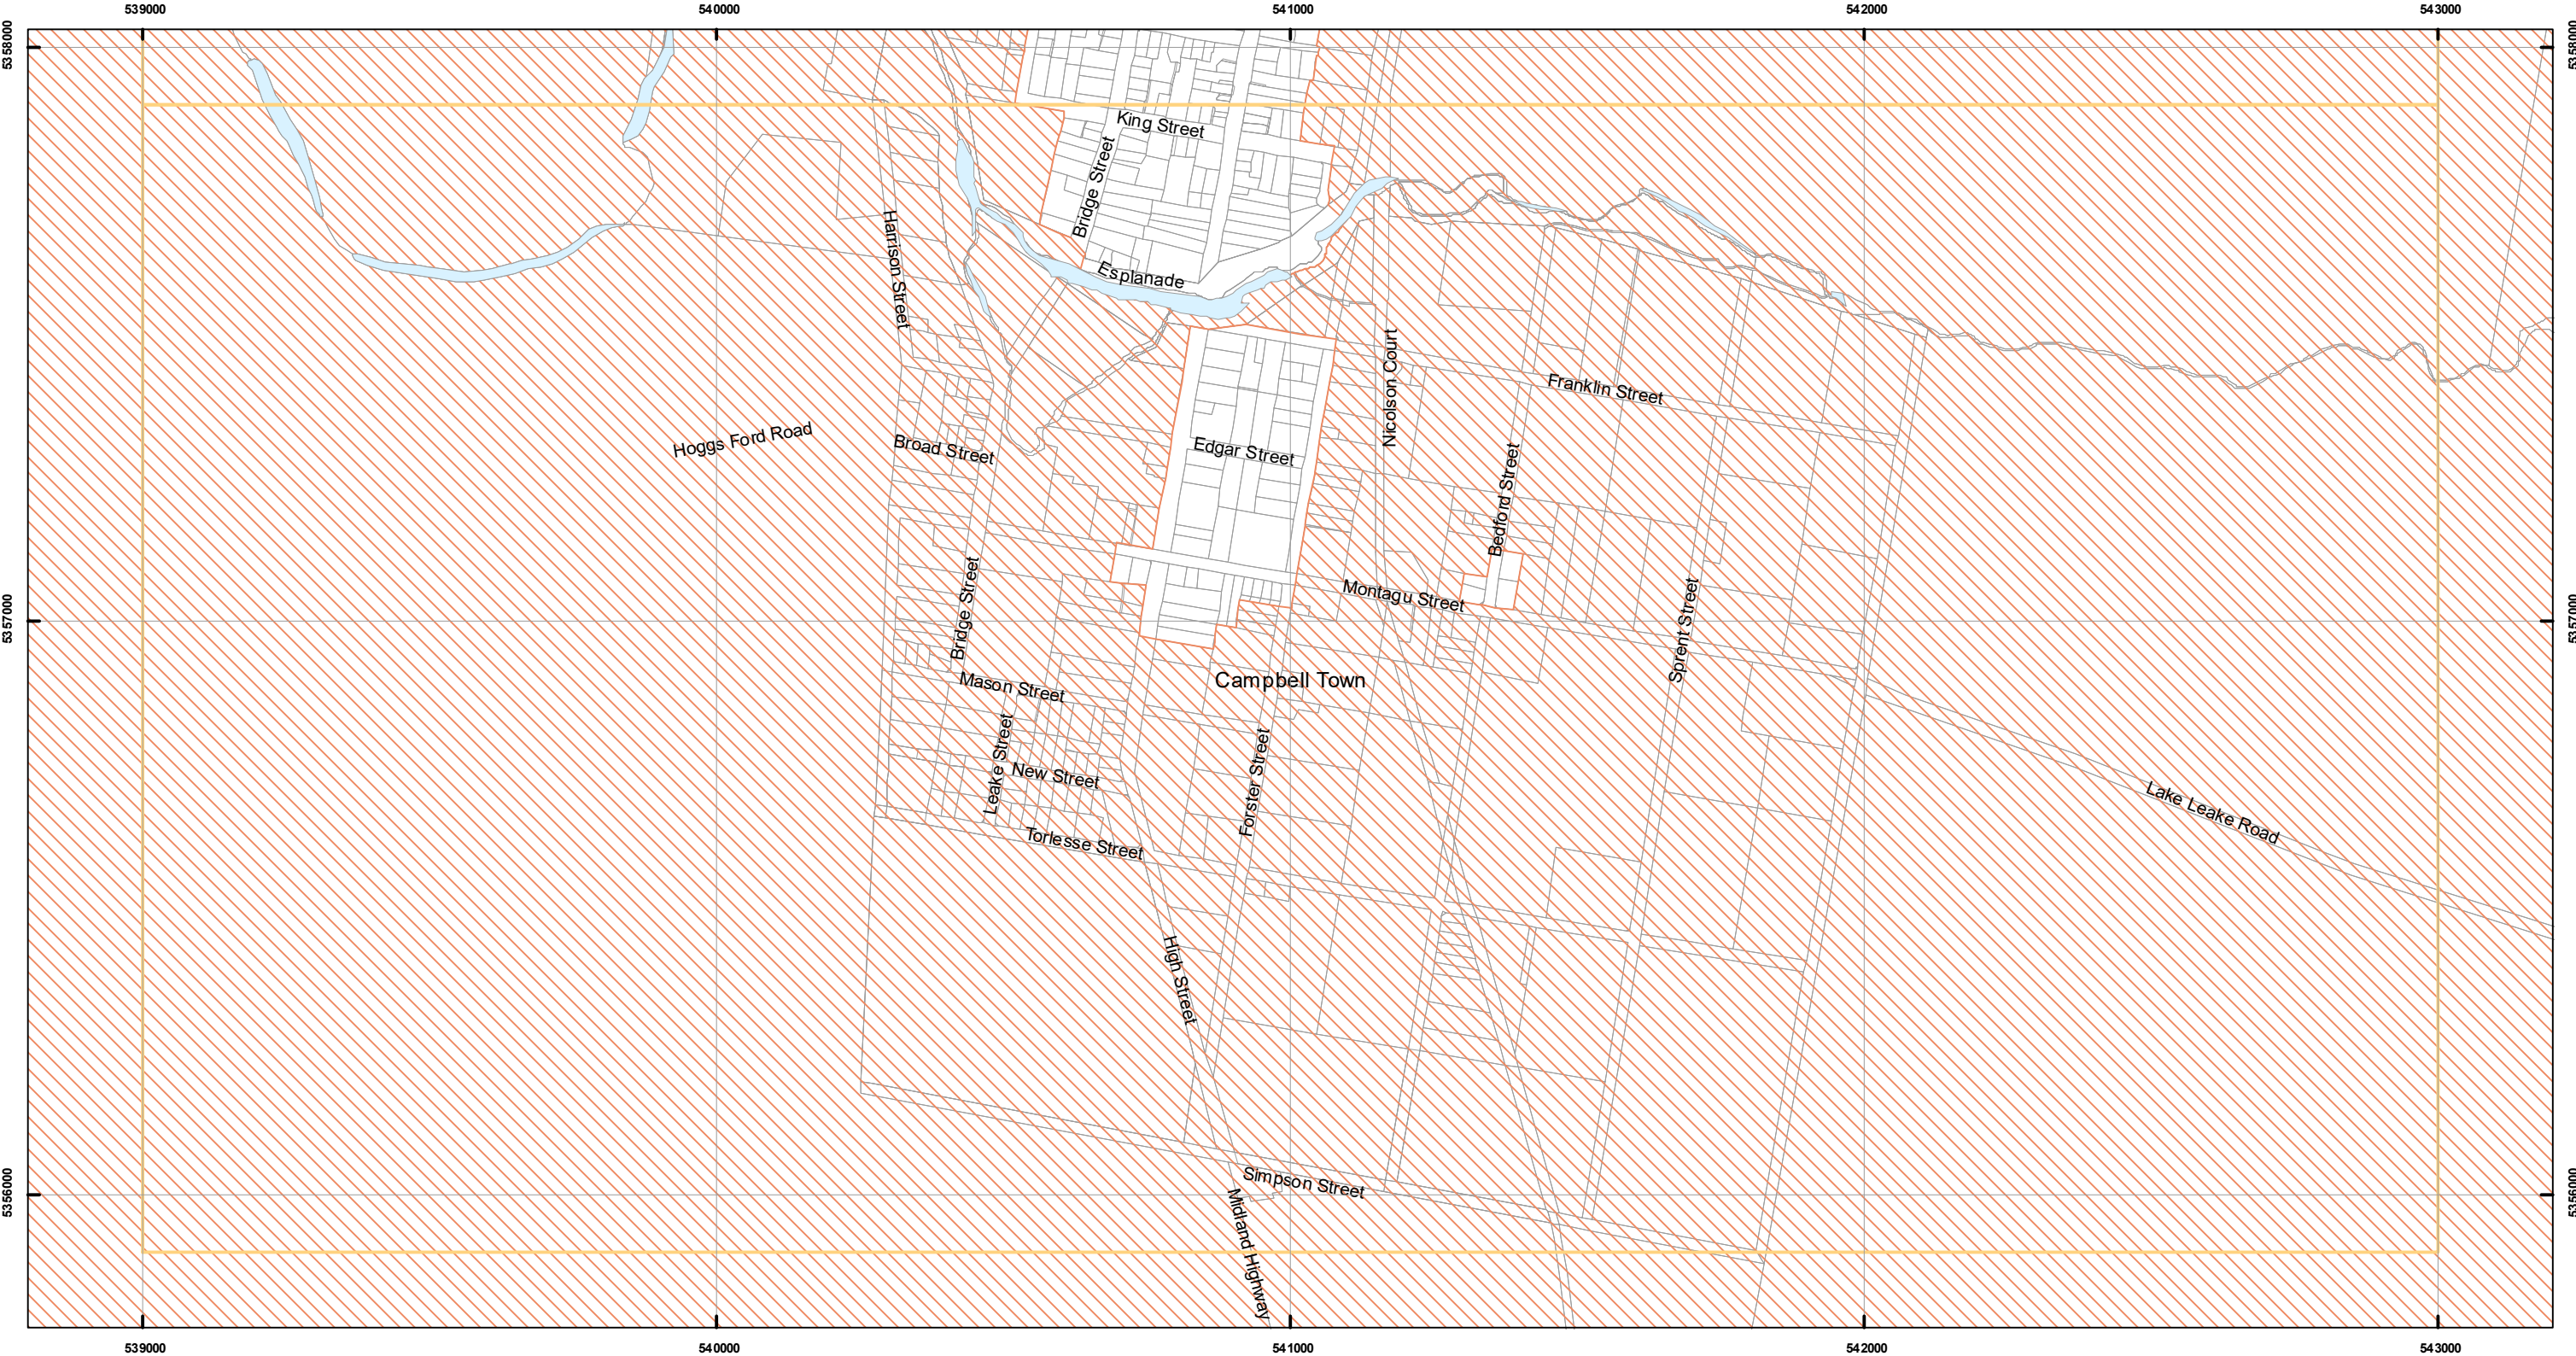 539000 540000 541000 542000 543000
5358000
5358000
King Street
Bridge Street
Harrison Street
Esplanade
Nicolson Court
Franklin Street
Hoggs Ford Road
Broad Street
Edgar Street
Bedford Street
Bridge Street
Montagu Street
Sprent Street
5357000
5357000
Campbell Town
Mason Street
Leake Street
New Street
Forster Street
Lake Leake Road
Torlesse Street
High Street
Simpson Street
5356000
5356000
Midland Highway
539000 540000 541000 542000 543000